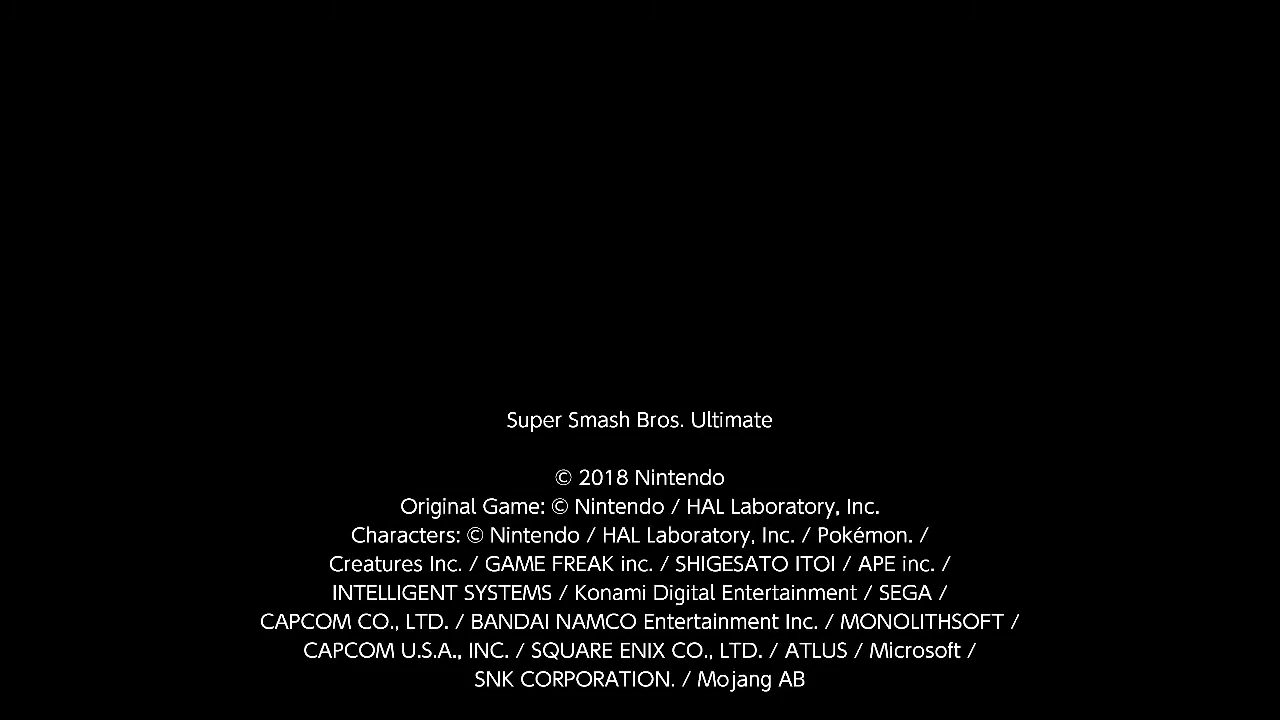 Super Smash Bros. Ultimate
© 2018 Nintendo
Original Game: © Nintendo / HAL Laboratory, Inc.
Characters: © Nintendo / HAL Laboratory, Inc. / Pokémon. /
Creatures Inc. / GAME FREAK inc. / SHIGESATO ITOI / APE inc. /
INTELLIGENT SYSTEMS / Konami Digital Entertainment / SEGA /
CAPCOM CO., LTD. / BANDAI NAMCO Entertainment Inc. / MONOLITHSOFT /
CAPCOM U.S.A., INC. / SQUARE ENIX CO., LTD. / ATLUS / Microsoft /
SNK CORPORATION. / Mojang AB